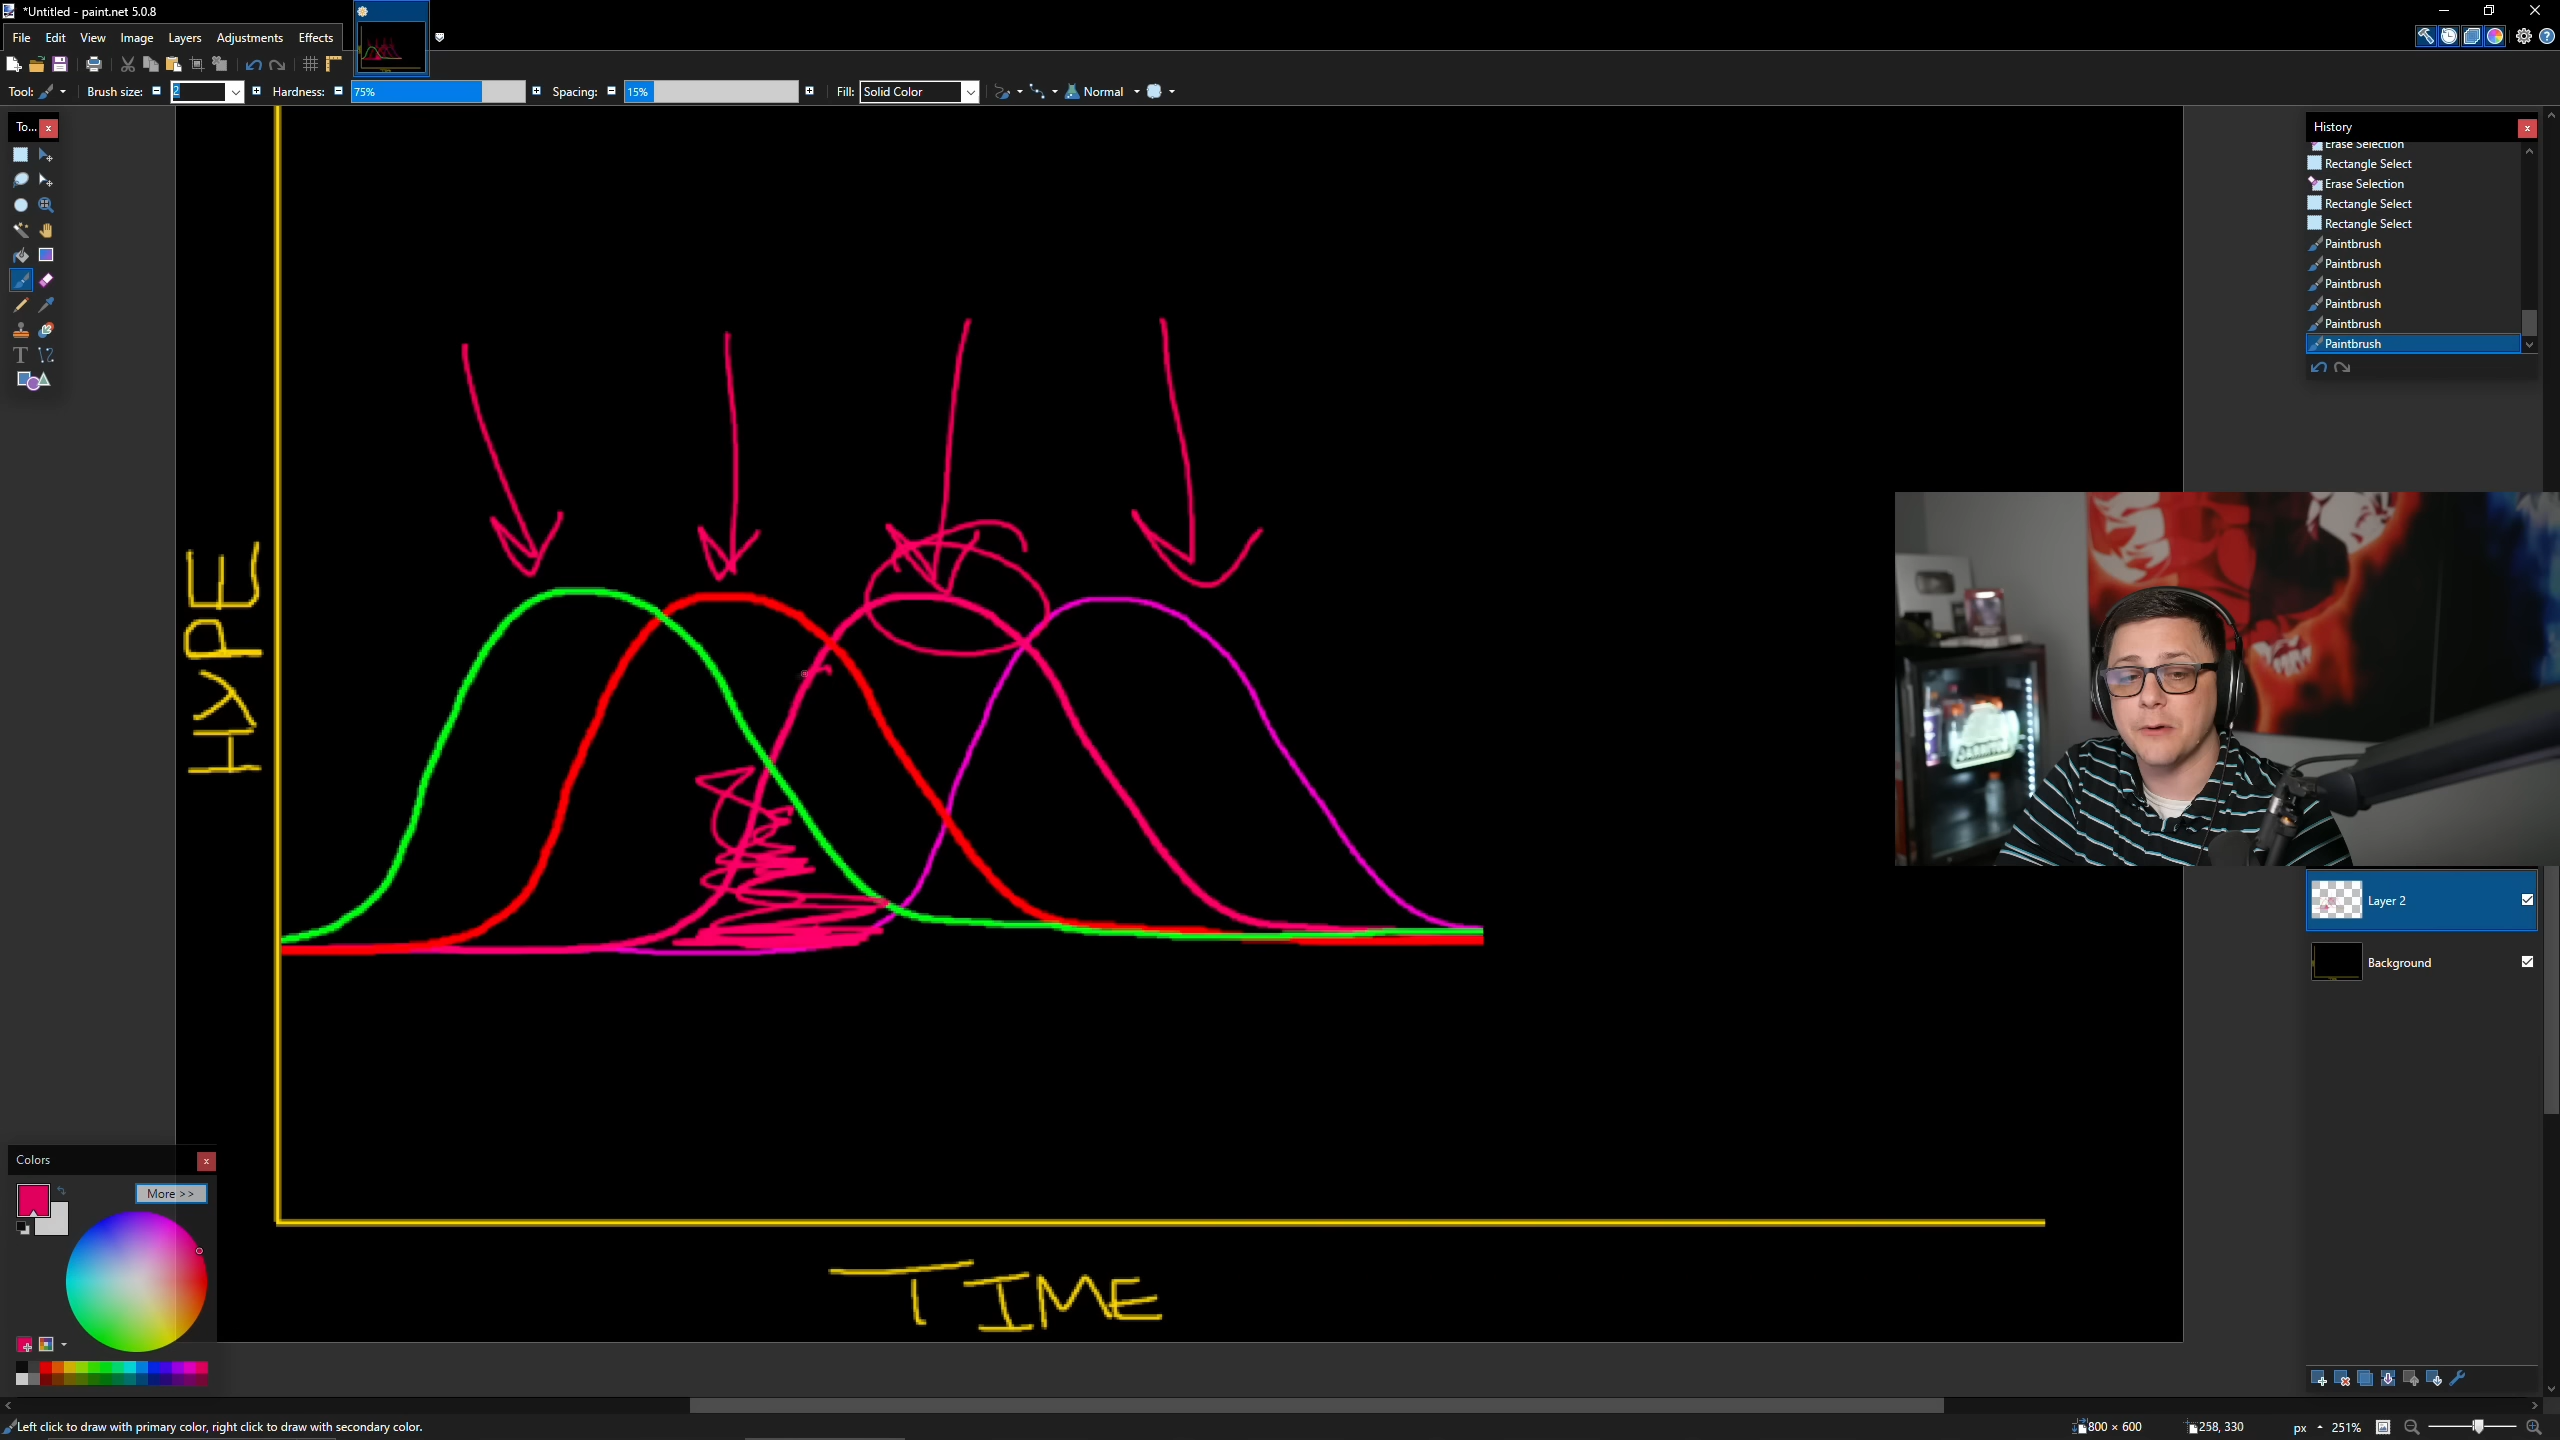 *Untitled - paint.net 5.0.8
File Edit View Image Layers Adjustments Effects
Tool: Brush size: 2 Hardness: 75% Spacing: 15% Fill: Solid Color Normal
To...
History
Erase Selection
Rectangle Select
Erase Selection
Rectangle Select
Rectangle Select
Paintbrush
Paintbrush
Paintbrush
Paintbrush
Paintbrush
Paintbrush
HYPE
Layer 2
Background
Colors
More >>
TIME
Left click to draw with primary color, right click to draw with secondary color.
800 × 600 258, 330 px 251%